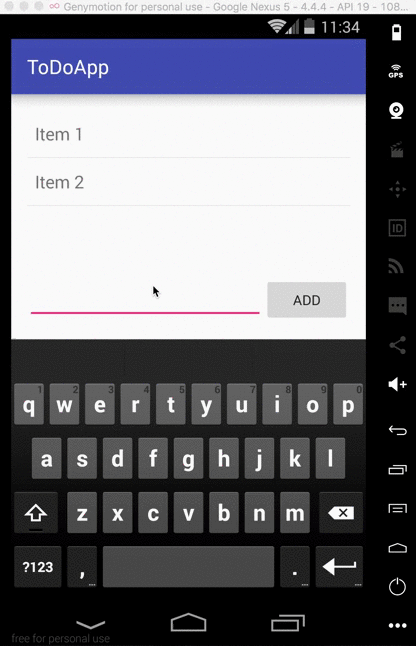 Genymotion for personal use - Google Nexus 5 - 4.4.4 - API 19 - 108...
11:34
ToDoApp
GPS
Item 1
Item 2
ID
ADD
1 2 3 4 5 6 7 8 9 0
q w e r t y u i o p
a s d f g h j k l
z x c v b n m
?123 , ... . ...
free for personal use